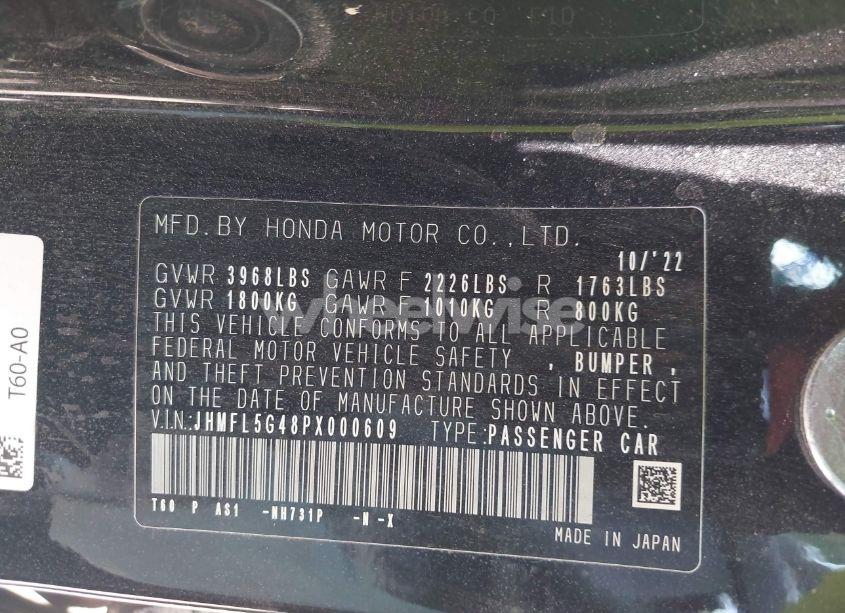 MFD. BY HONDA MOTOR CO.,LTD.
10/'22
GVWR 3968LBS GAWR F 2226LBS R 1763LBS
GVWR 1800KG GAWR F 1010KG R 800KG
wheelwise
THIS VEHICLE CONFORMS TO ALL APPLICABLE
FEDERAL MOTOR VEHICLE SAFETY , BUMPER ,
AND THEFT PREVENTION STANDARDS IN EFFECT
ON THE DATE OF MANUFACTURE SHOWN ABOVE.
V.I.N:JHMFL5G48PX000609 TYPE:PASSENGER CAR
T60 P AS1 -NH731P -N -X
MADE IN JAPAN
T60-A0